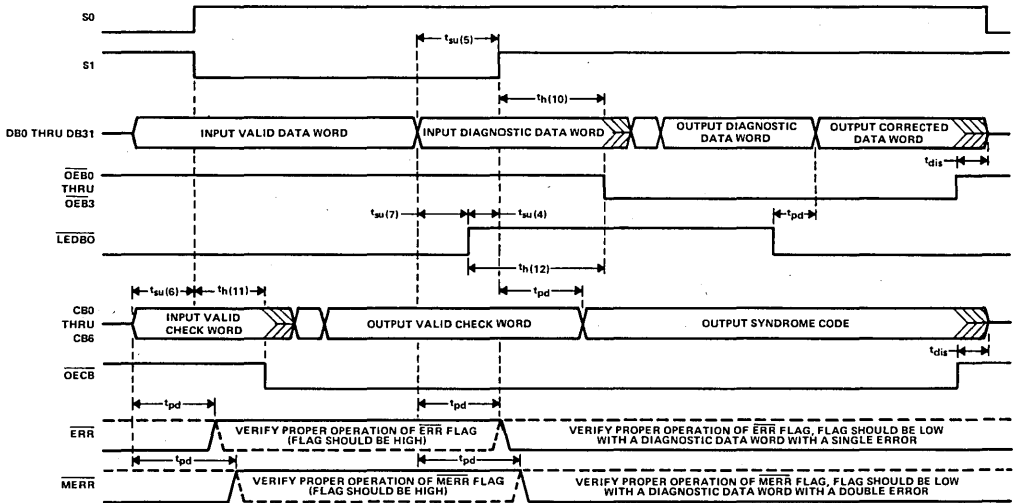 S0
tsu(5)
S1
th(10)
DB0 THRU DB31
INPUT VALID DATA WORD
INPUT DIAGNOSTIC DATA WORD
OUTPUT DIAGNOSTIC
DATA WORD
OUTPUT CORRECTED
DATA WORD
tdis
OEB0
THRU
OEB3
tsu(7)
tsu(4)
tpd
LEDBO
th(12)
tsu(6)
th(11)
tpd
CB0
THRU
CB6
INPUT VALID
CHECK WORD
OUTPUT VALID CHECK WORD
OUTPUT SYNDROME CODE
tdis
OECB
tpd
tpd
ERR
VERIFY PROPER OPERATION OF ERR FLAG
(FLAG SHOULD BE HIGH)
VERIFY PROPER OPERATION OF ERR FLAG, FLAG SHOULD BE LOW
WITH A DIAGNOSTIC DATA WORD WITH A SINGLE ERROR
tpd
tpd
MERR
VERIFY PROPER OPERATION OF MERR FLAG
(FLAG SHOULD BE HIGH)
VERIFY PROPER OPERATION OF MERR FLAG, FLAG SHOULD BE LOW
WITH A DIAGNOSTIC DATA WORD WITH A DOUBLE ERROR